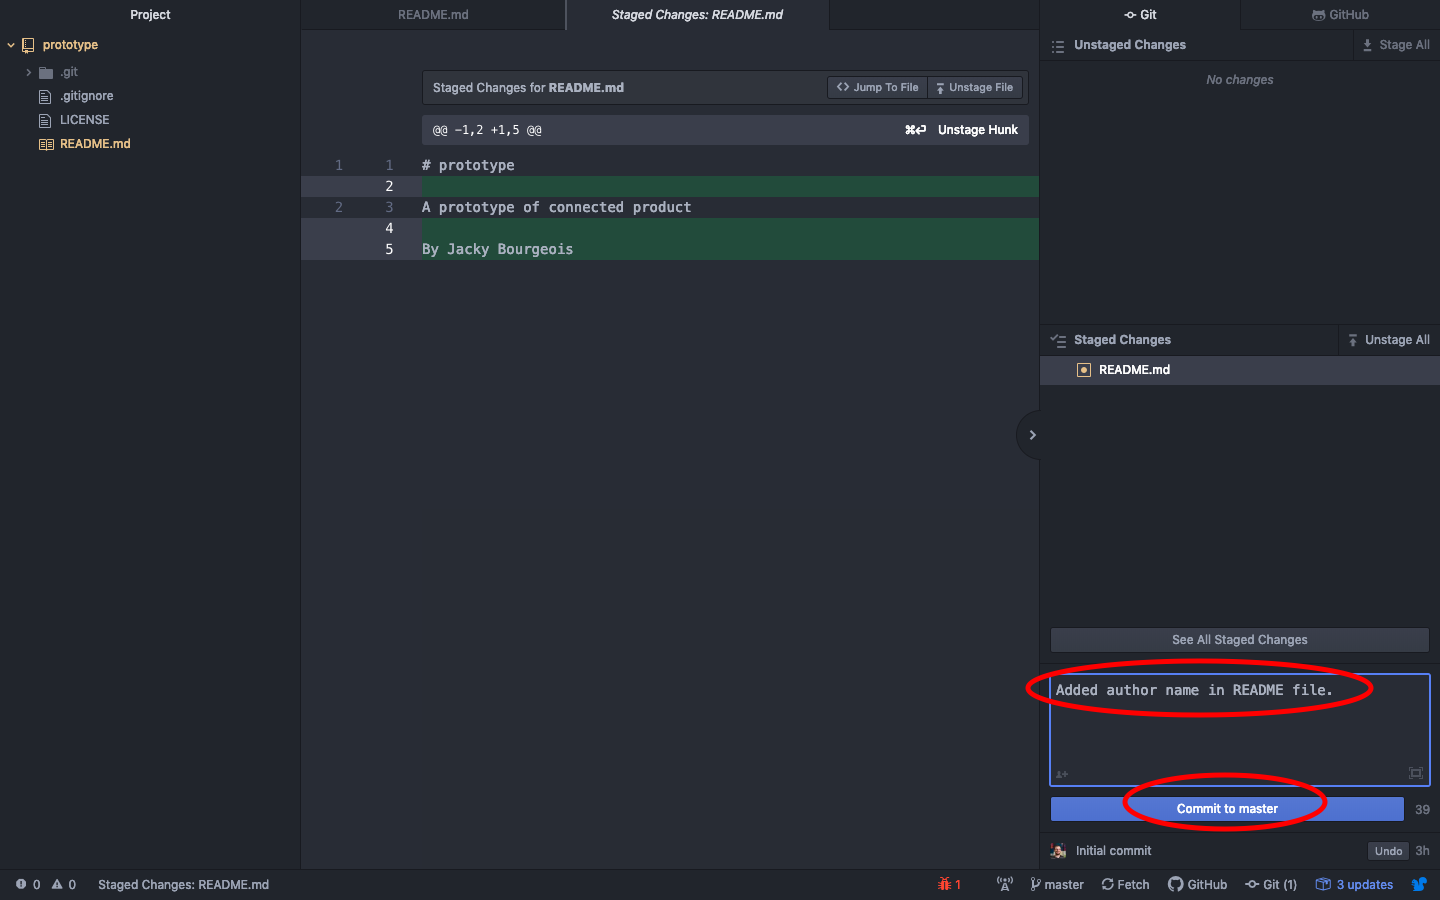 Project
README.md
Staged Changes: README.md
Git
GitHub
prototype
.git
.gitignore
LICENSE
README.md
Staged Changes for README.md
Jump To File
Unstage File
@@ -1,2 +1,5 @@
⌘⏎ Unstage Hunk
1 1 # prototype
2
2 3 A prototype of connected product
4
5 By Jacky Bourgeois
Unstaged Changes
Stage All
No changes
Staged Changes
Unstage All
README.md
See All Staged Changes
Added author name in README file.
Commit to master
39
Initial commit
Undo
3h
0 0 Staged Changes: README.md
1 master Fetch GitHub Git (1) 3 updates